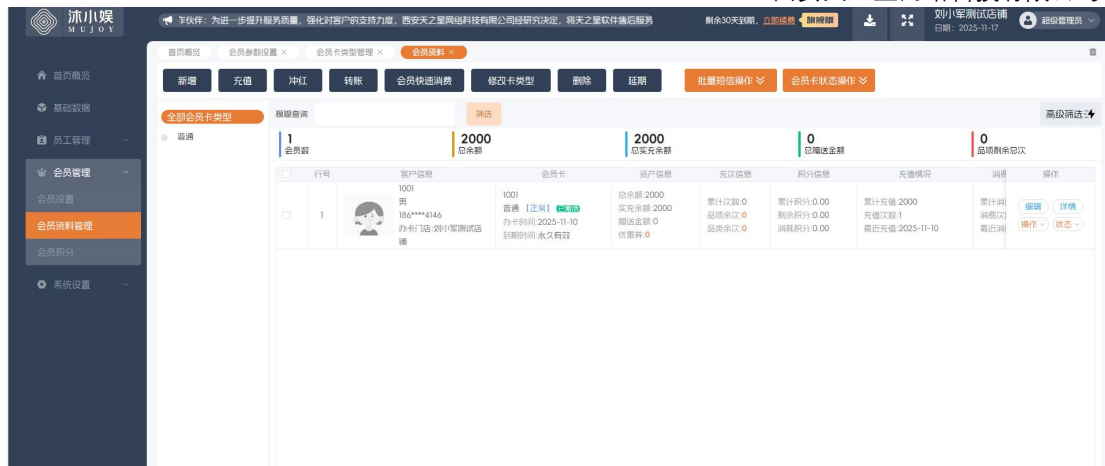 沐小娱
MUJOY
乍伙伴：为进一步提升服务质量，强化对客户的支持力度，西安天之星网络科技有限公司经研究决定，将天之星软件售后服务
剩余30天到期，立即续费 旗舰版
刘小军测试店铺
日期：2025-11-17
超级管理员
首页概览
会员参数设置 ×
会员卡类型管理 ×
会员资料 ×
首页概览
基础数据
员工管理
会员管理
会员设置
会员资料管理
会员积分
系统设置
新增
充值
冲红
转账
会员快速消费
修改卡类型
删除
延期
批量短信操作
会员卡状态操作
全部会员卡类型
普通
模糊查询
筛选
高级筛选
1
会员数
2000
总余额
2000
总实充余额
0
总赠送金额
0
品项剩余总次
行号 客户信息 会员卡 资产信息 充次信息 积分信息 充值情况 消费 操作
1
1001
男
186****4146
办卡门店:刘小军测试店
铺
1001
普通 [正常] 已激活
办卡时间:2025-11-10
到期时间:永久有效
总余额:2000
实充余额:2000
赠送金额:0
优惠券:0
累计次数:0
品项余次:0
品类余次:0
累计积分:0.00
剩余积分:0.00
消耗积分:0.00
累计充值:2000
充值次数:1
最近充值:2025-11-10
累计消
消费次
最近消
编辑 详情
操作 状态